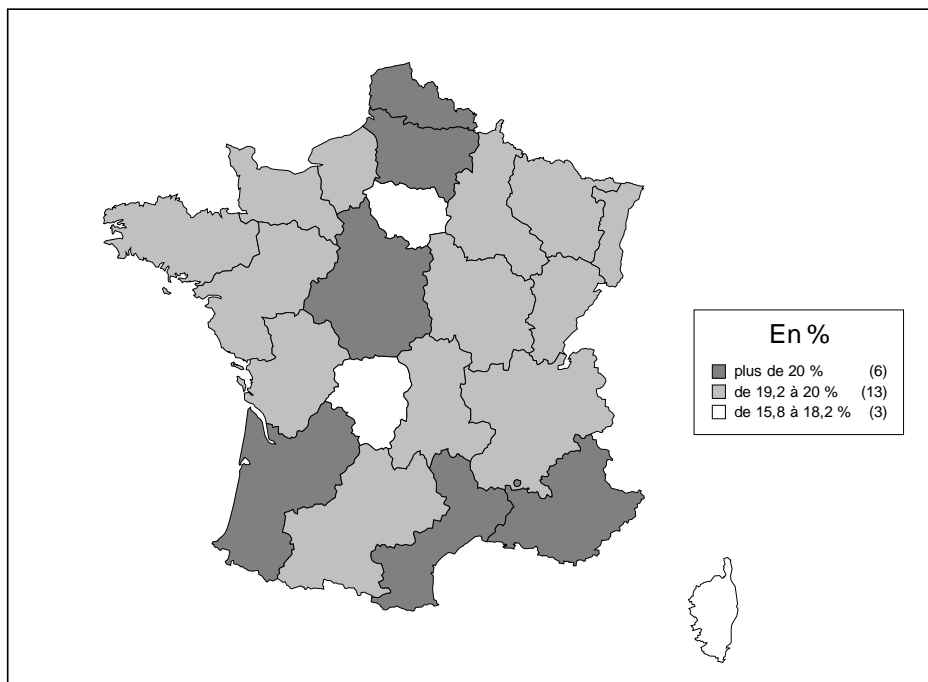 En %
plus de 20 % (6)
de 19,2 à 20 % (13)
de 15,8 à 18,2 % (3)